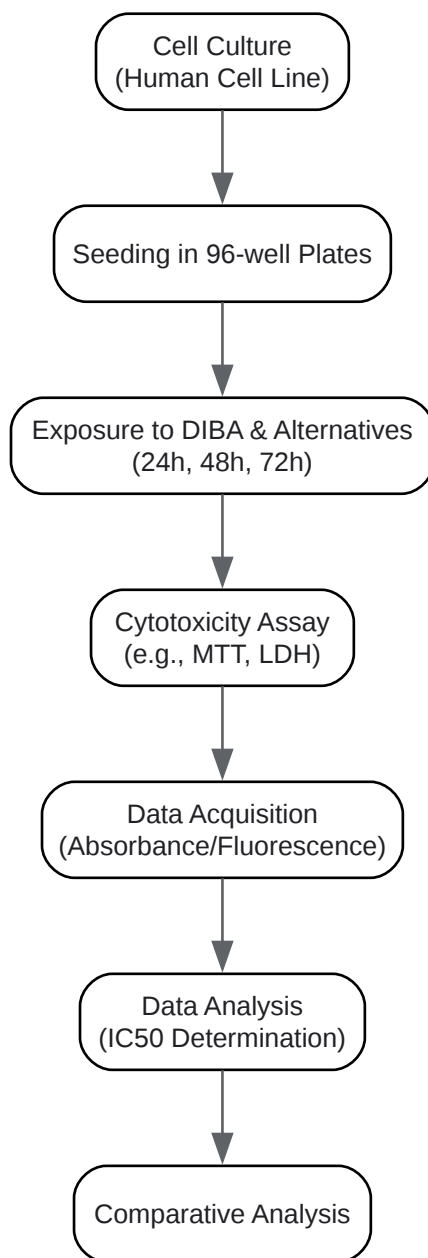 Cell Culture
(Human Cell Line)
Seeding in 96-well Plates
Exposure to DIBA & Alternatives
(24h, 48h, 72h)
Cytotoxicity Assay
(e.g., MTT, LDH)
Data Acquisition
(Absorbance/Fluorescence)
Data Analysis
(IC50 Determination)
Comparative Analysis